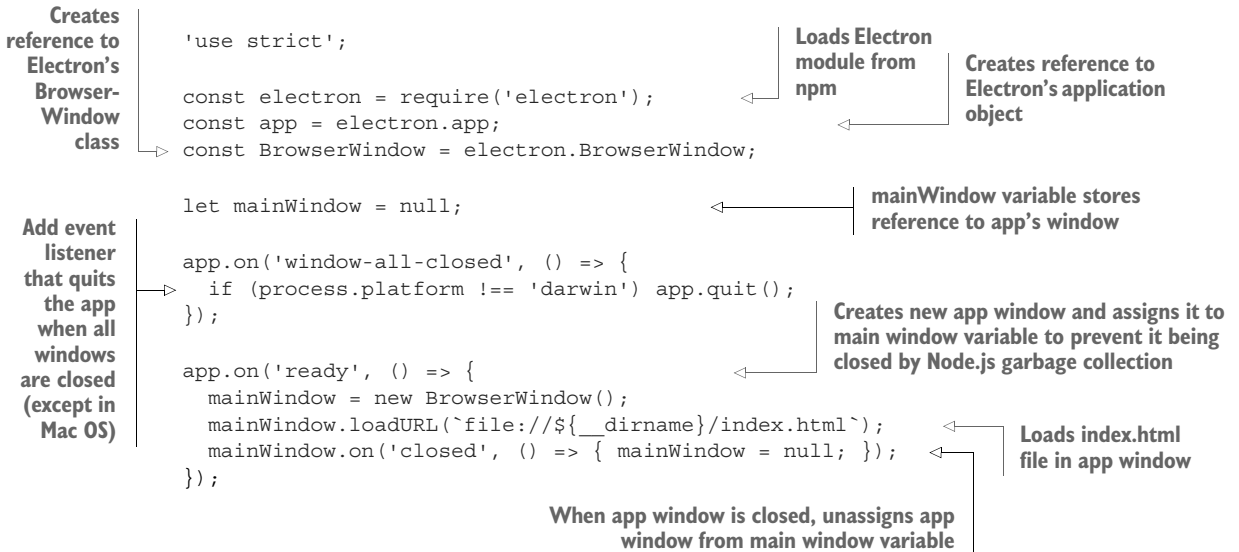 Creates
reference to
Electron's
Browser-
Window
class
'use strict';
Loads Electron
module from
npm
Creates reference to
Electron's application
object
const electron = require('electron');
const app = electron.app;
const BrowserWindow = electron.BrowserWindow;
let mainWindow = null;
mainWindow variable stores
reference to app's window
Add event
listener
that quits
the app
when all
windows
are closed
(except in
Mac OS)
app.on('window-all-closed', () => {
if (process.platform !== 'darwin') app.quit();
});
Creates new app window and assigns it to
main window variable to prevent it being
closed by Node.js garbage collection
app.on('ready', () => {
mainWindow = new BrowserWindow();
mainWindow.loadURL(`file://${__dirname}/index.html`);
mainWindow.on('closed', () => { mainWindow = null; });
});
Loads index.html
file in app window
When app window is closed, unassigns app
window from main window variable